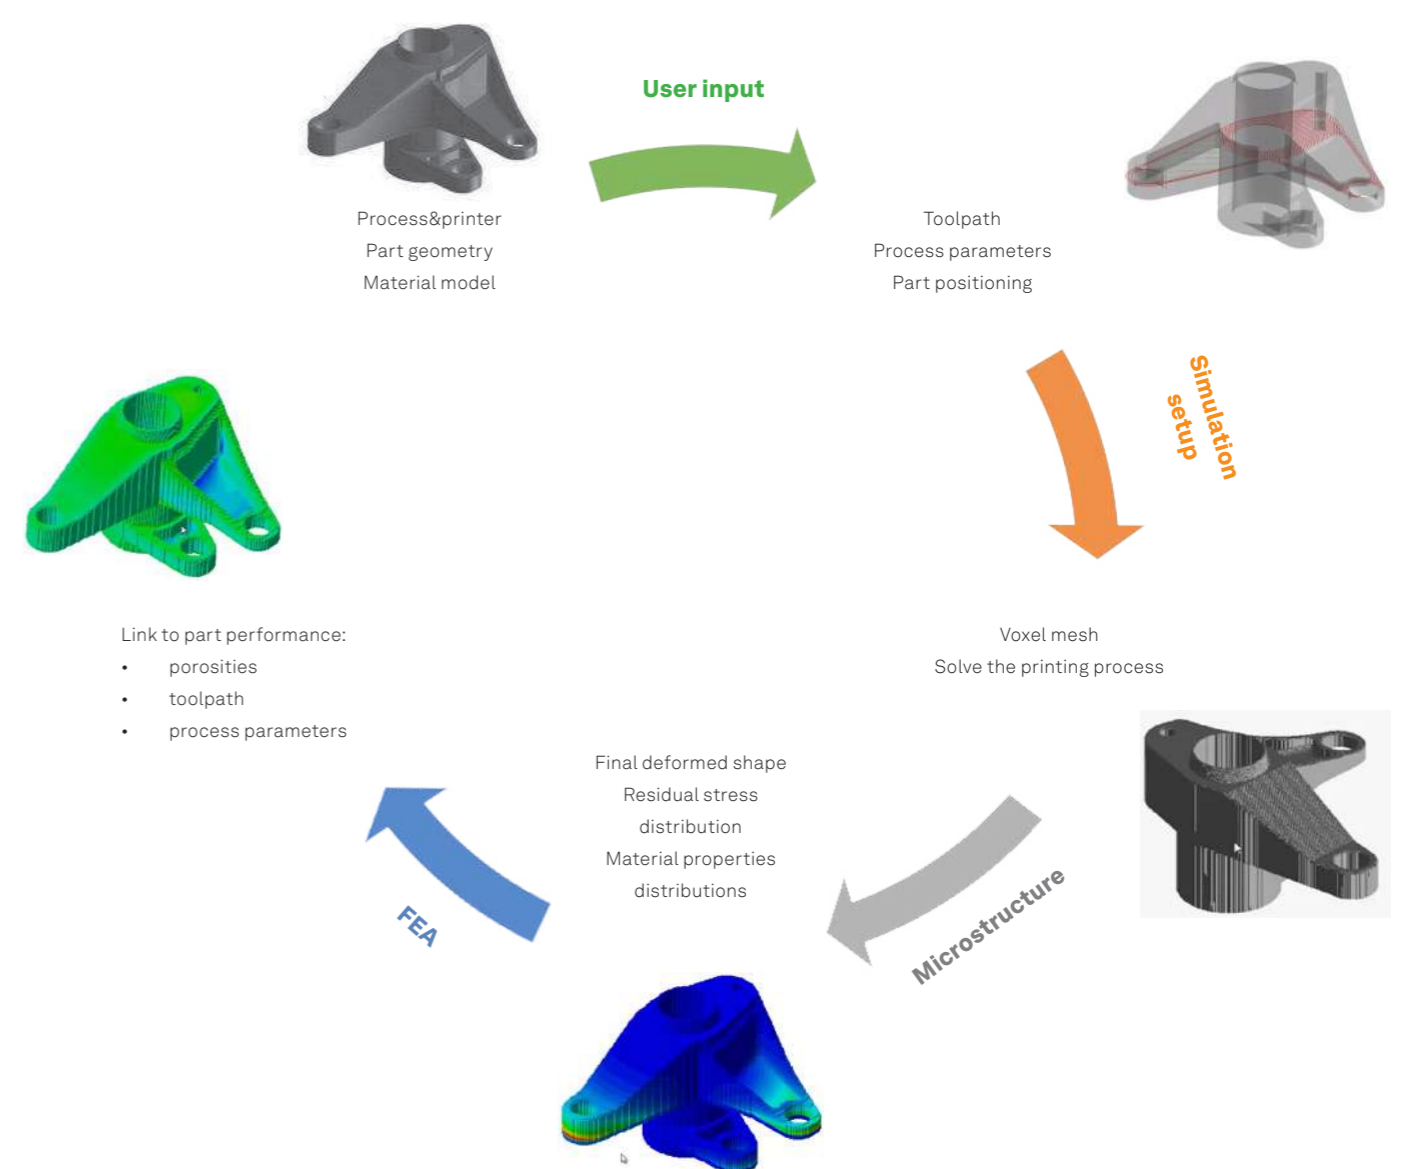 User input
Process&printer
Part geometry
Material model
Toolpath
Process parameters
Part positioning
Simulation
setup
Voxel mesh
Solve the printing process
Microstructure
Final deformed shape
Residual stress
distribution
Material properties
distributions
FEA
Link to part performance:
• porosities
• toolpath
• process parameters